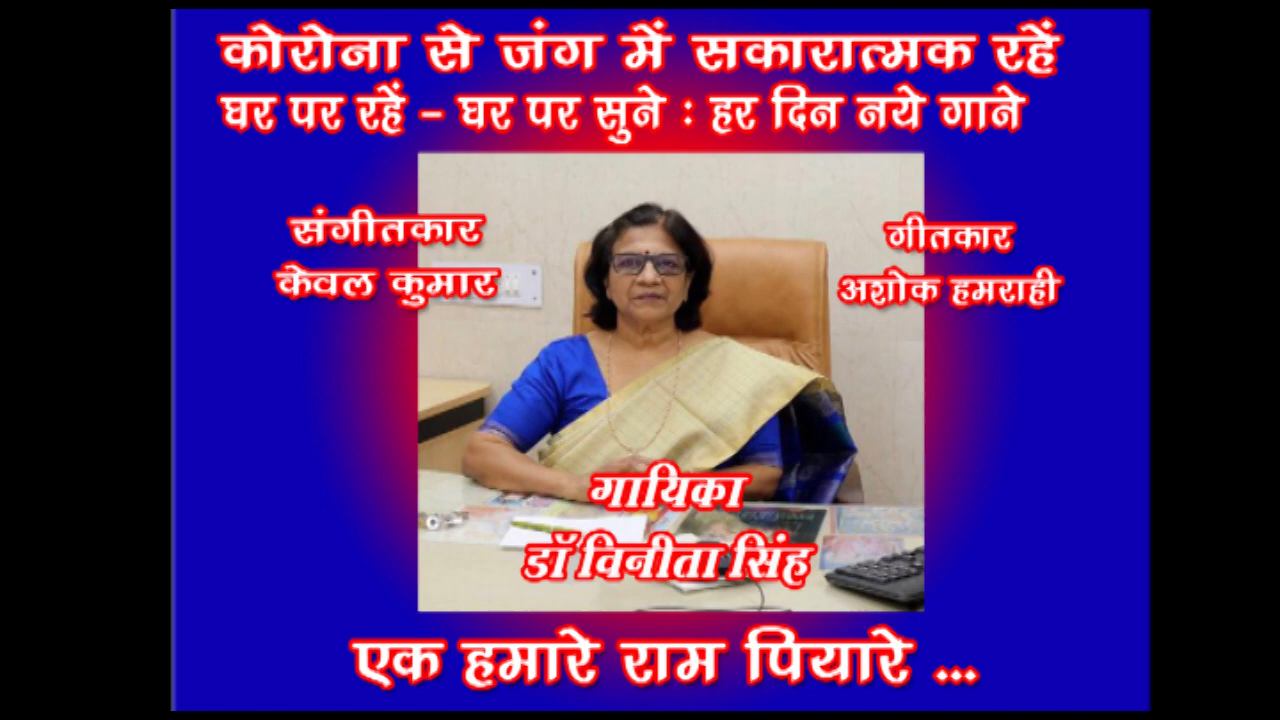 कोरोना से जंग में सकारात्मक रहें
घर पर रहें - घर पर सुने : हर दिन नये गाने
संगीतकार
केवल कुमार
गीतकार
अशोक हमराही
गायिका
डॉ विनीता सिंह
एक हमारे राम पियारे ...